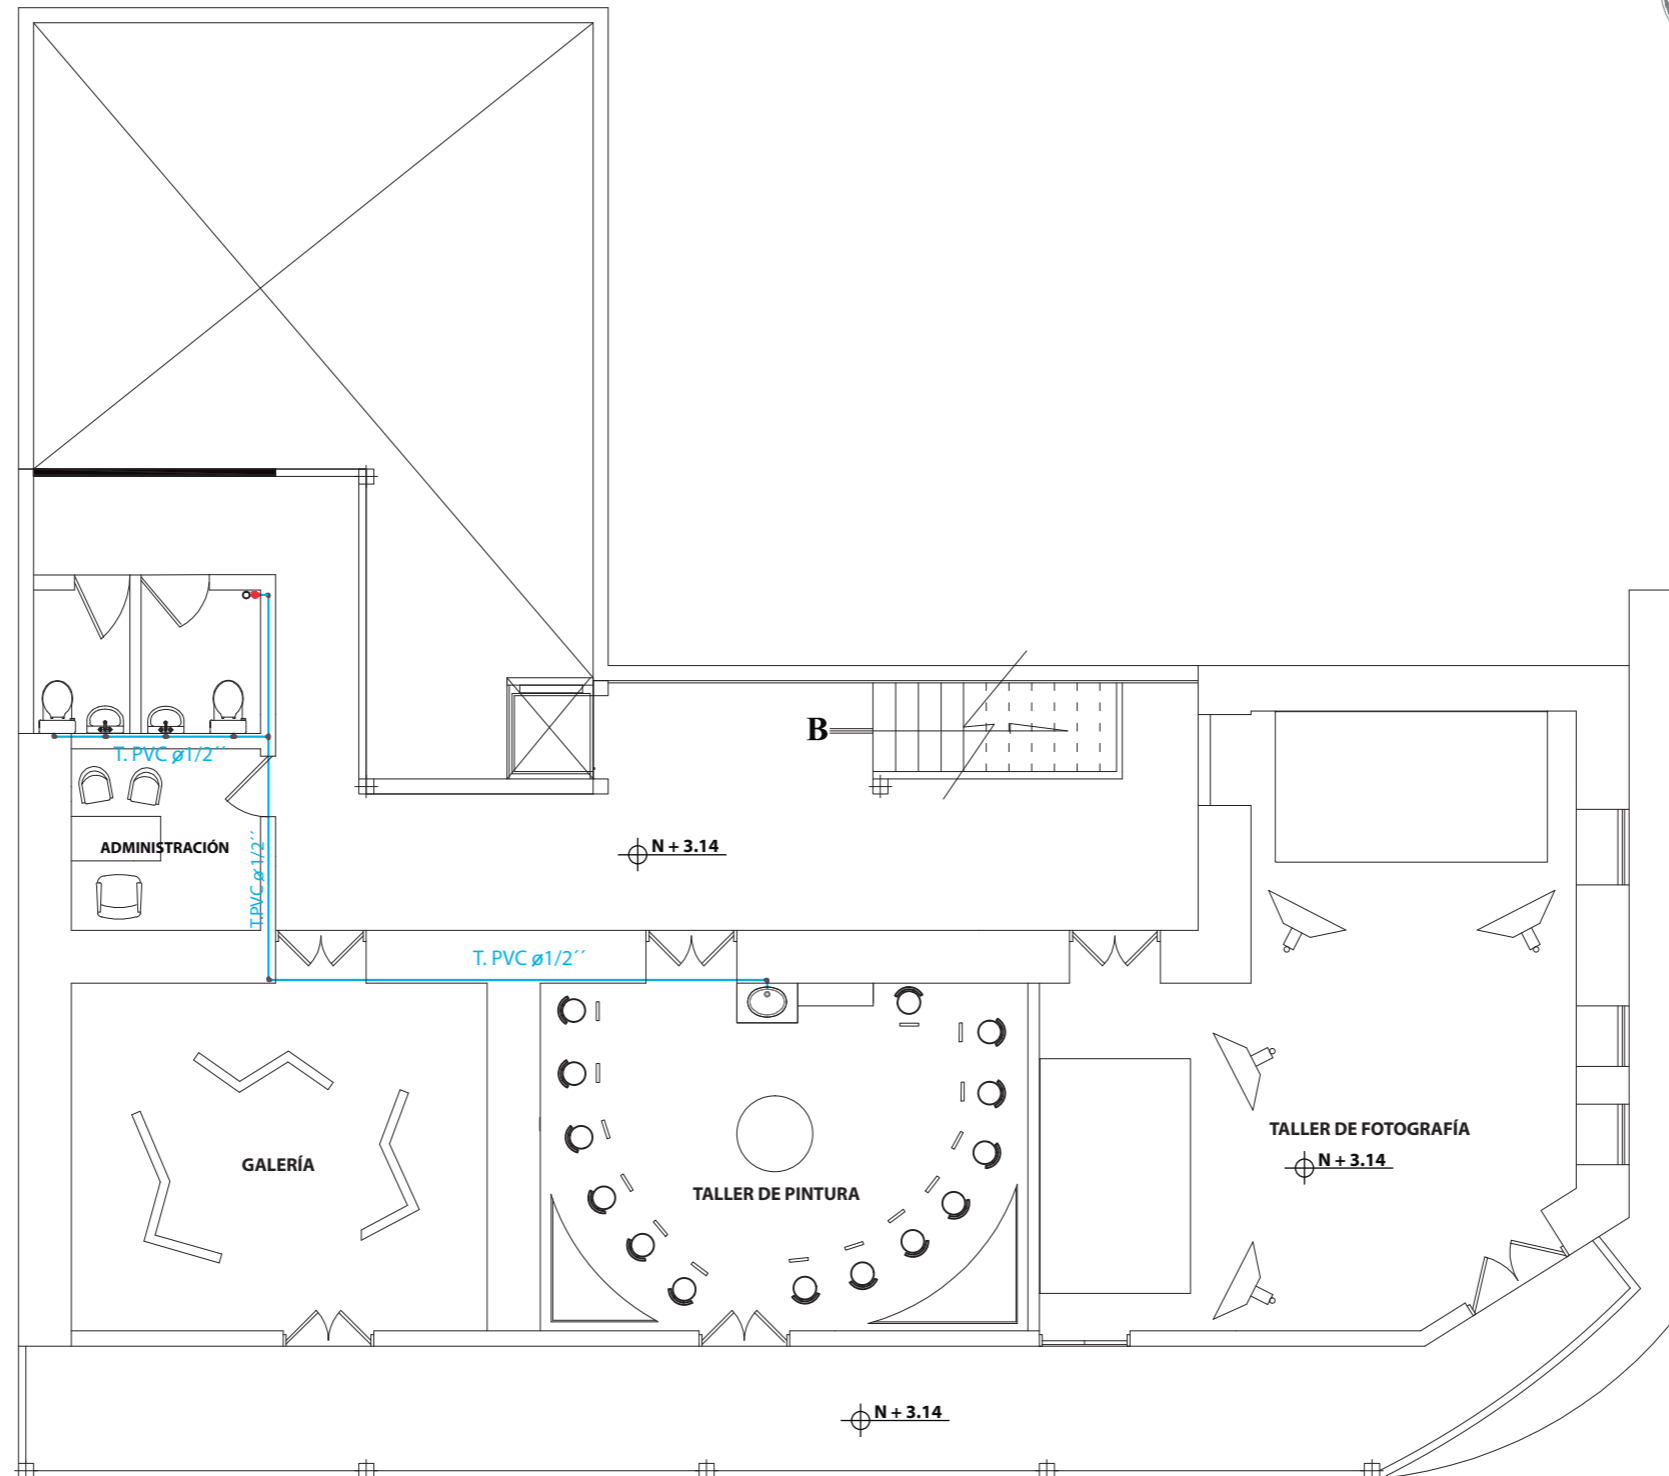 B
T. PVC ø1/2´´
ADMINISTRACIÓN
T.PVC ø 1/2´´
N + 3.14
T. PVC ø1/2´´
TALLER DE FOTOGRAFÍA
N + 3.14
GALERÍA
TALLER DE PINTURA
N + 3.14